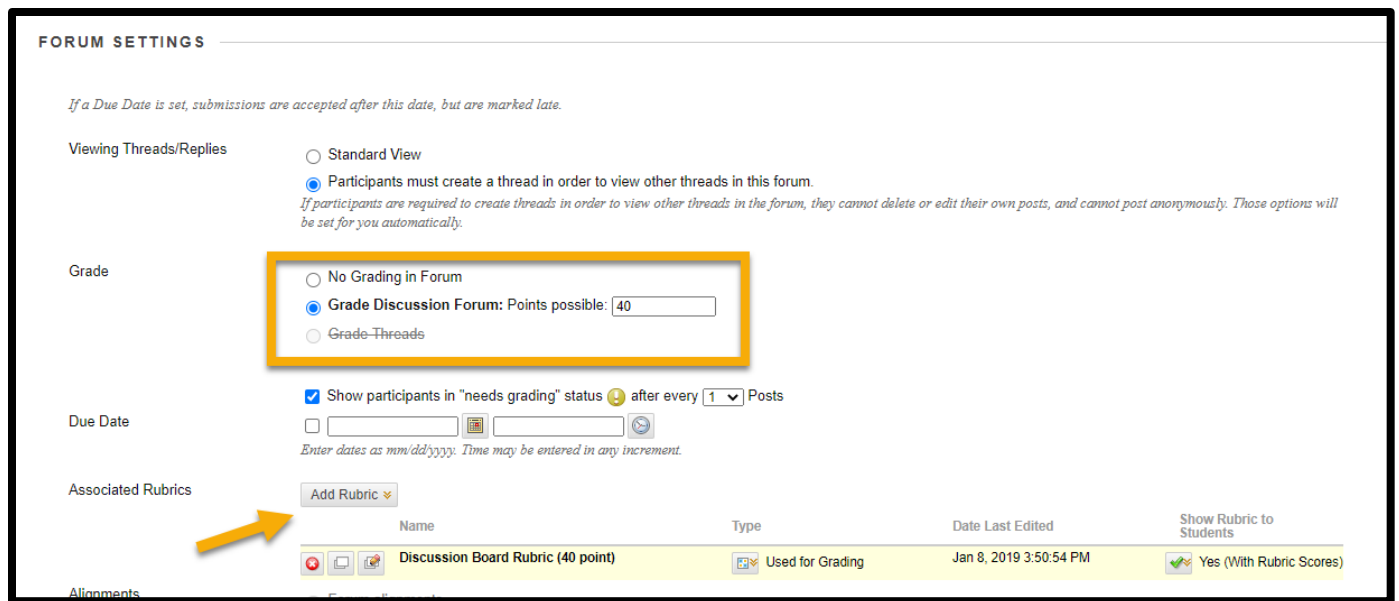 FORUM SETTINGS
If a Due Date is set, submissions are accepted after this date, but are marked late.
Viewing Threads/Replies
Standard View
Participants must create a thread in order to view other threads in this forum.
If participants are required to create threads in order to view other threads in the forum, they cannot delete or edit their own posts, and cannot post anonymously. Those options will
be set for you automatically.
Grade
No Grading in Forum
Grade Discussion Forum: Points possible: 40
Grade Threads
Show participants in "needs grading" status ! after every 1 Posts
Due Date
Enter dates as mm/dd/yyyy. Time may be entered in any increment.
Associated Rubrics
Add Rubric
Name Type Date Last Edited Show Rubric to
Students
Discussion Board Rubric (40 point) Used for Grading Jan 8, 2019 3:50:54 PM Yes (With Rubric Scores)
Alignments